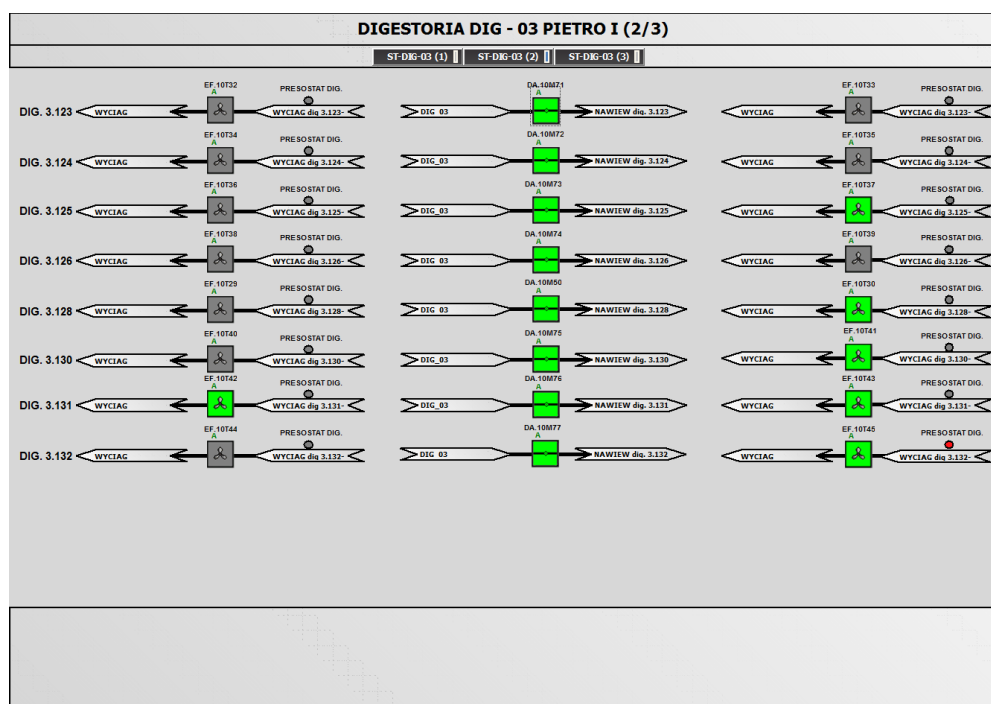 DIGESTORIA DIG - 03 PIETRO I (2/3)
ST-DIG-03 (1) ST-DIG-03 (2) ST-DIG-03 (3)
EF.10T32 PRESOSTAT DIG. DA.10M71 EF.10T33 PRESOSTAT DIG.
A A A
DIG. 3.123 WYCIAG WYCIAG dig 3.123- DIG_03 NAWIEW dig. 3.123 WYCIAG WYCIAG dig 3.123-
EF.10T34 PRESOSTAT DIG. DA.10M72 EF.10T35 PRESOSTAT DIG.
A A A
DIG. 3.124 WYCIAG WYCIAG dig 3.124- DIG_03 NAWIEW dig. 3.124 WYCIAG WYCIAG dig 3.124-
EF.10T36 PRESOSTAT DIG. DA.10M73 EF.10T37 PRESOSTAT DIG.
A A A
DIG. 3.125 WYCIAG WYCIAG dig 3.125- DIG_03 NAWIEW dig. 3.125 WYCIAG WYCIAG dig 3.125-
EF.10T38 PRESOSTAT DIG. DA.10M74 EF.10T39 PRESOSTAT DIG.
A A A
DIG. 3.126 WYCIAG WYCIAG dig 3.126- DIG_03 NAWIEW dig. 3.126 WYCIAG WYCIAG dig 3.126-
EF.10T29 PRESOSTAT DIG. DA.10M50 EF.10T30 PRESOSTAT DIG.
A A A
DIG. 3.128 WYCIAG WYCIAG dig 3.128- DIG_03 NAWIEW dig. 3.128 WYCIAG WYCIAG dig 3.128-
EF.10T40 PRESOSTAT DIG. DA.10M75 EF.10T41 PRESOSTAT DIG.
A A A
DIG. 3.130 WYCIAG WYCIAG dig 3.130- DIG_03 NAWIEW dig. 3.130 WYCIAG WYCIAG dig 3.130-
EF.10T42 PRESOSTAT DIG. DA.10M76 EF.10T43 PRESOSTAT DIG.
A A A
DIG. 3.131 WYCIAG WYCIAG dig 3.131- DIG_03 NAWIEW dig. 3.131 WYCIAG WYCIAG dig 3.131-
EF.10T44 PRESOSTAT DIG. DA.10M77 EF.10T45 PRESOSTAT DIG.
A A A
DIG. 3.132 WYCIAG WYCIAG dig 3.132- DIG_03 NAWIEW dig. 3.132 WYCIAG WYCIAG dig 3.132-